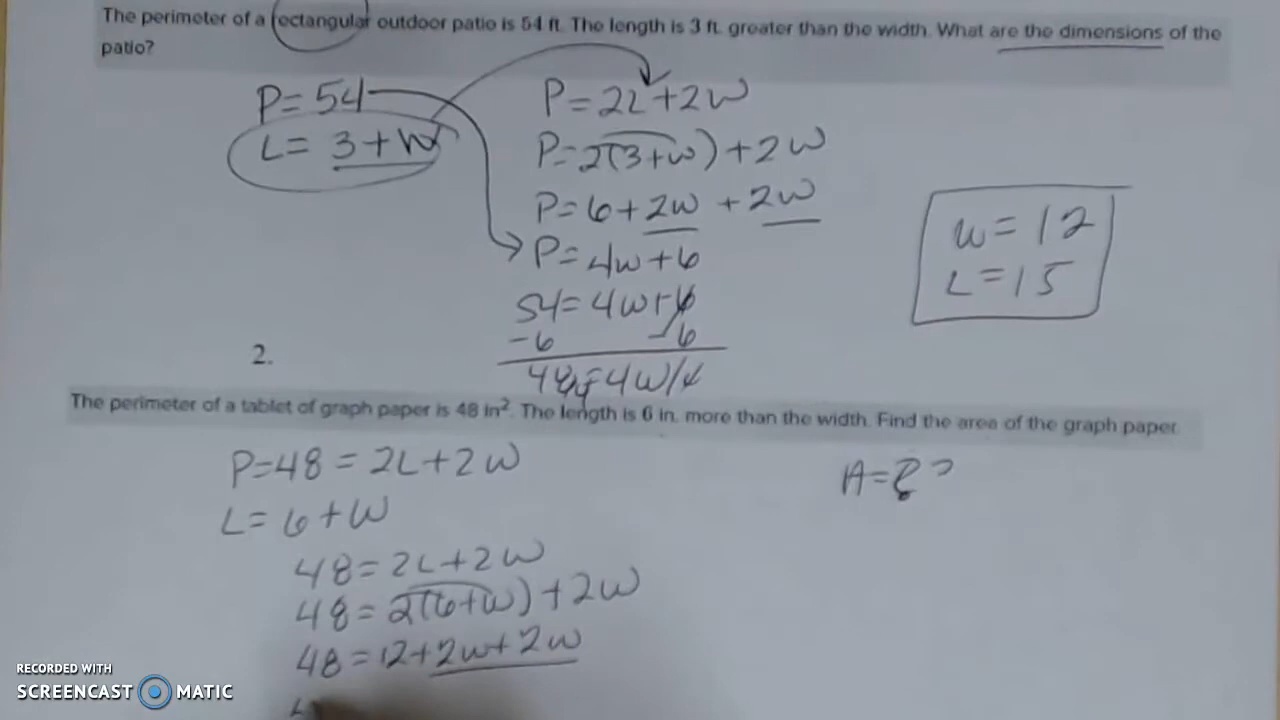 The perimeter of a rectangular outdoor patio is 54 ft. The length is 3 ft. greater than the width. What are the dimensions of the
patio?
P=54
L= 3+W
P=2L+2W
P=2(3+w)+2W
P=6+2W +2W
P=4W+6
54=4W+6
-6 -6
48/4=4W/4
W=12
L=15
2.
The perimeter of a tablet of graph paper is 48 in². The length is 6 in. more than the width. Find the area of the graph paper.
P=48=2L+2W
L=6+W
A=??
48=2L+2W
48=2(6+W)+2W
48=12+2W+2W
RECORDED WITH
SCREENCAST MATIC